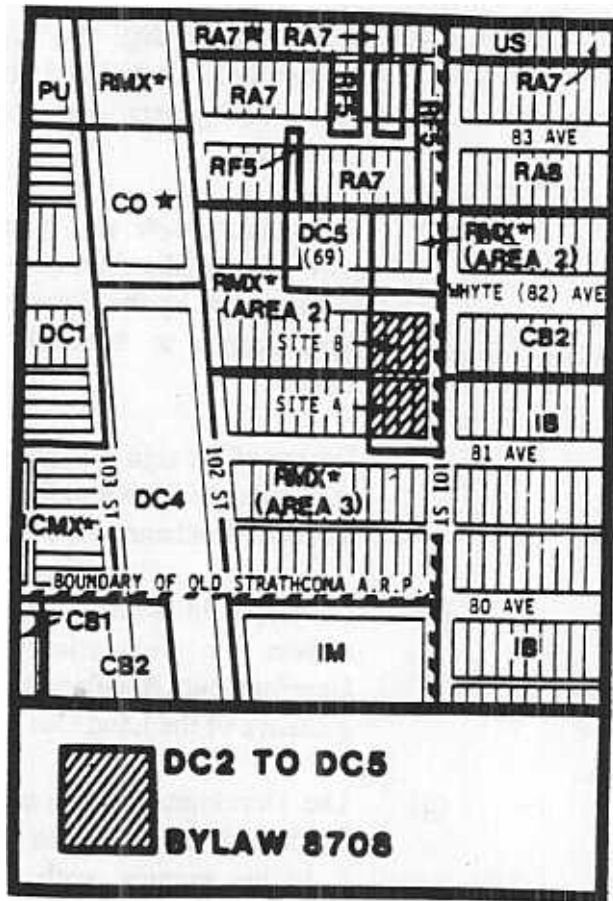 RA7* RA7 US
PU RMX* RA7 RF5 RF5 RA7
83 AVE
RF5 RA7 RA8
CO *
DC5 (69) RMX* (AREA 2)
RMX* (AREA 2) WHYTE (82) AVE
DC1 SITE B CB2
SITE A IB
81 AVE
103 ST DC4 102 ST RMX* (AREA 3) 101 ST
CMX*
BOUNDARY OF OLD STRATHCONA A.R.P.
80 AVE
CB1
CB2 IM IB
DC2 TO DC5
BYLAW 8708